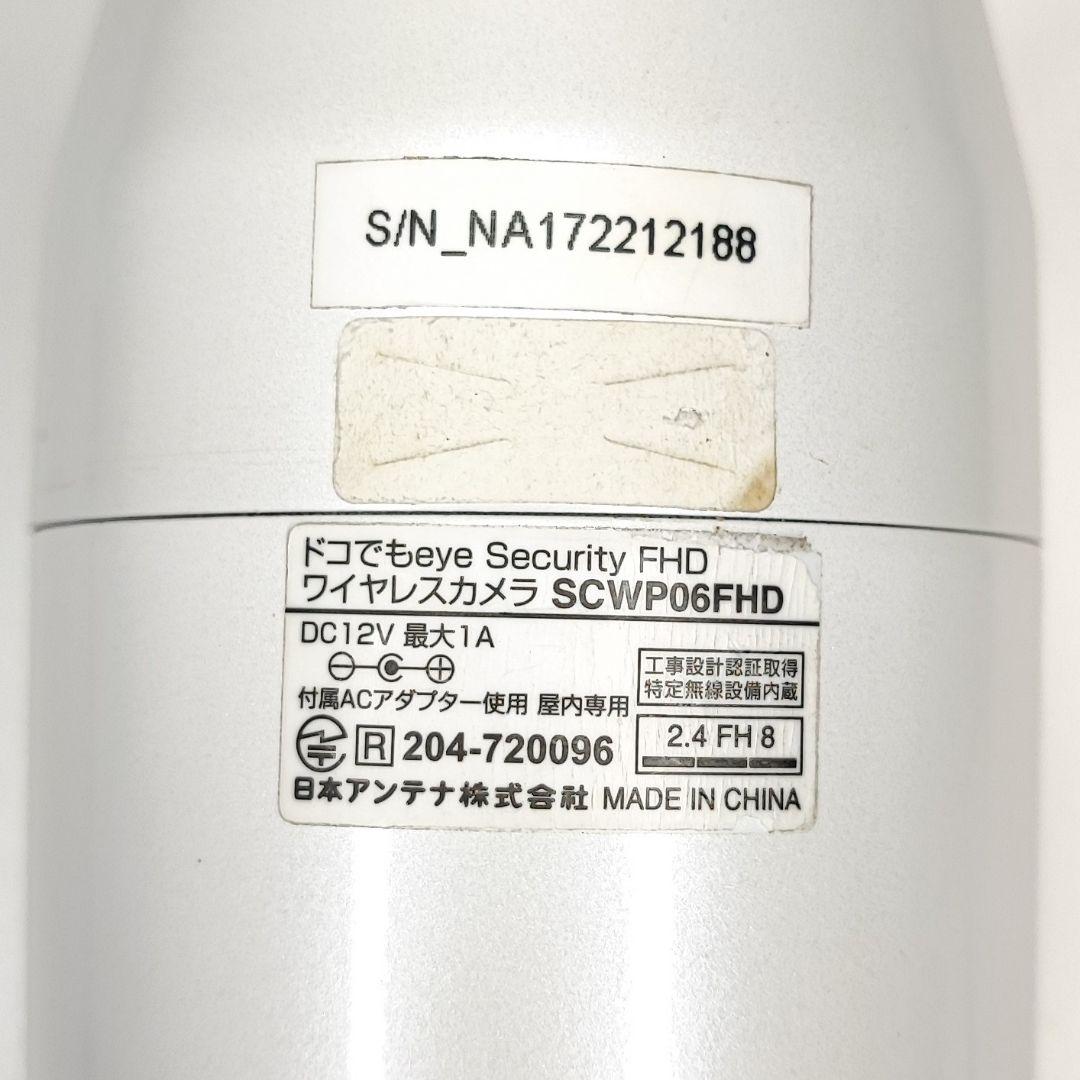 S/N_NA172212188
ドコでもeye Security FHD
ワイヤレスカメラ SCWP06FHD
DC12V 最大1A
付属ACアダプター使用 屋内専用
工事設計認証取得
特定無線設備内蔵
R 204-720096
2.4 FH 8
日本アンテナ株式会社 MADE IN CHINA